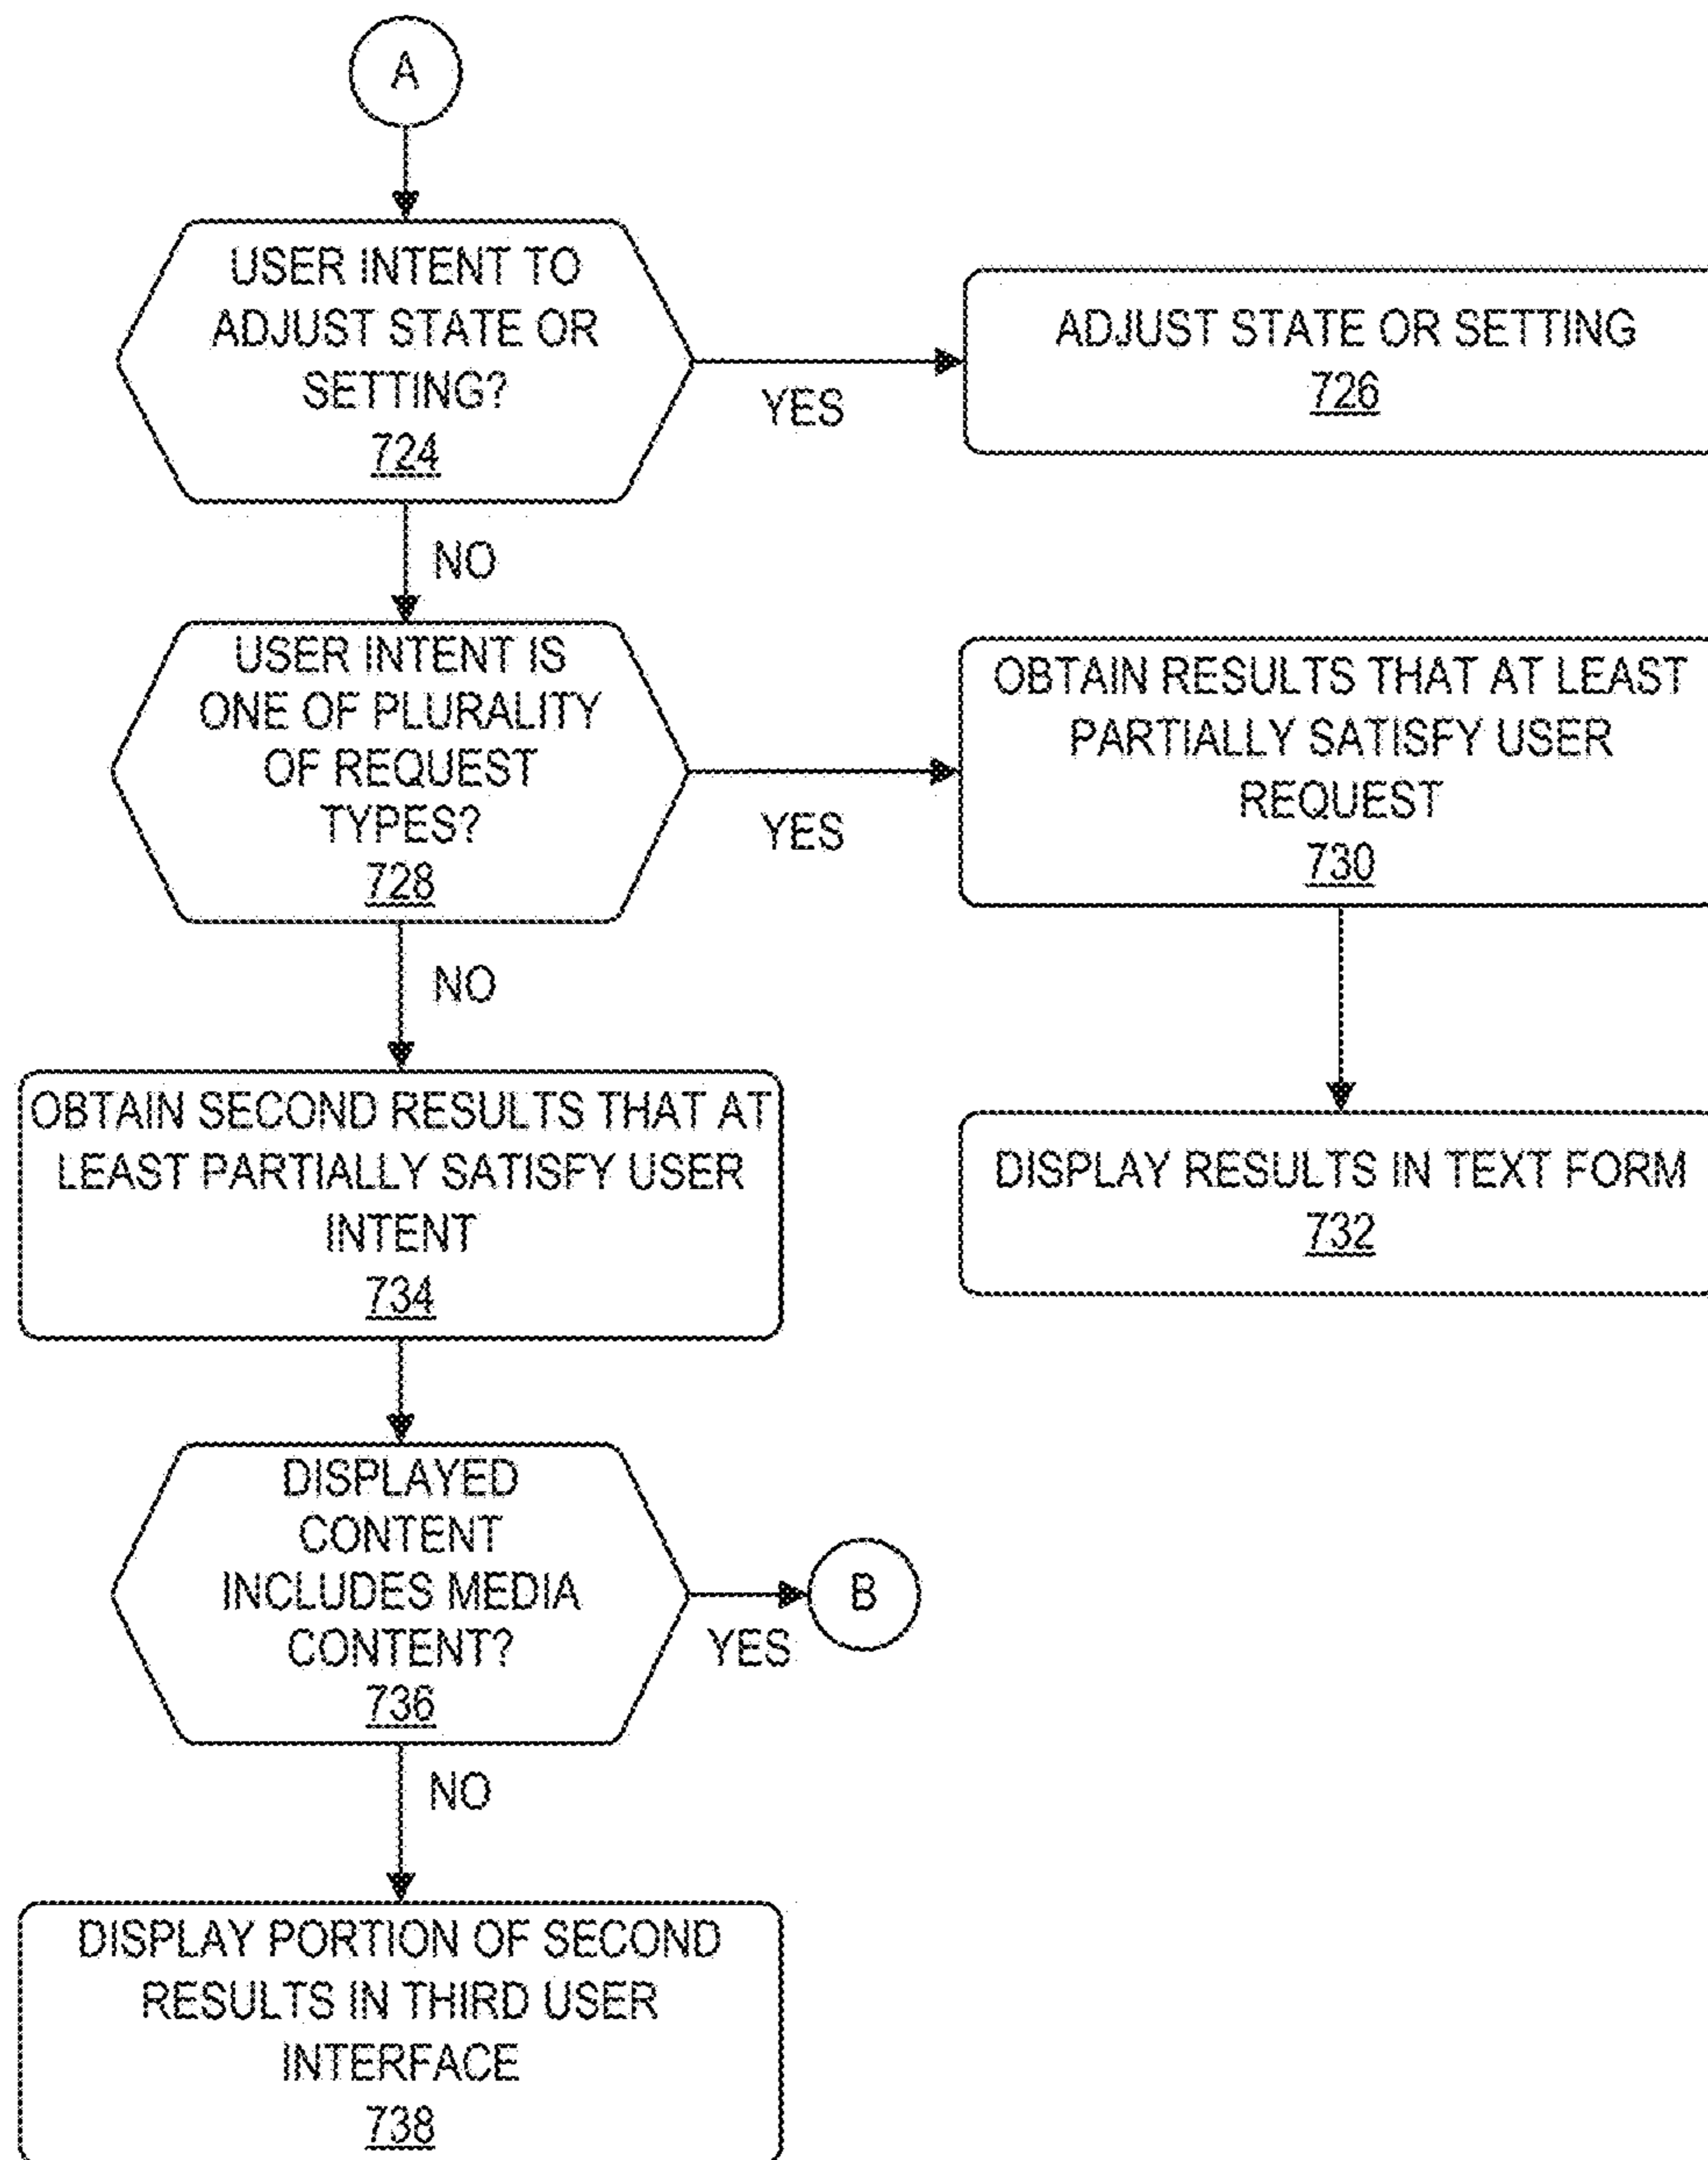 A
USER INTENT TO
ADJUST STATE OR
SETTING?
724
YES
ADJUST STATE OR SETTING
726
NO
USER INTENT IS
ONE OF PLURALITY
OF REQUEST
TYPES?
728
YES
OBTAIN RESULTS THAT AT LEAST
PARTIALLY SATISFY USER
REQUEST
730
NO
DISPLAY RESULTS IN TEXT FORM
732
OBTAIN SECOND RESULTS THAT AT
LEAST PARTIALLY SATISFY USER
INTENT
734
DISPLAYED
CONTENT
INCLUDES MEDIA
CONTENT?
736
YES
B
NO
DISPLAY PORTION OF SECOND
RESULTS IN THIRD USER
INTERFACE
738